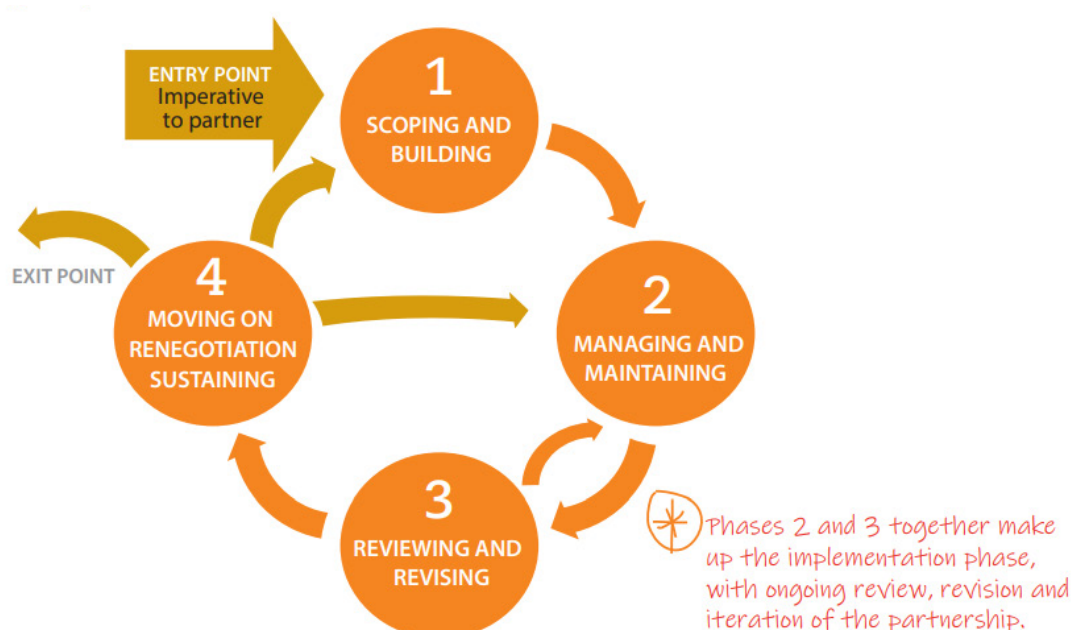 ENTRY POINT
Imperative
to partner
1
SCOPING AND
BUILDING
EXIT POINT
4
MOVING ON
RENEGOTIATION
SUSTAINING
2
MANAGING AND
MAINTAINING
3
REVIEWING AND
REVISING
Phases 2 and 3 together make
up the implementation phase,
with ongoing review, revision and
iteration of the partnership.